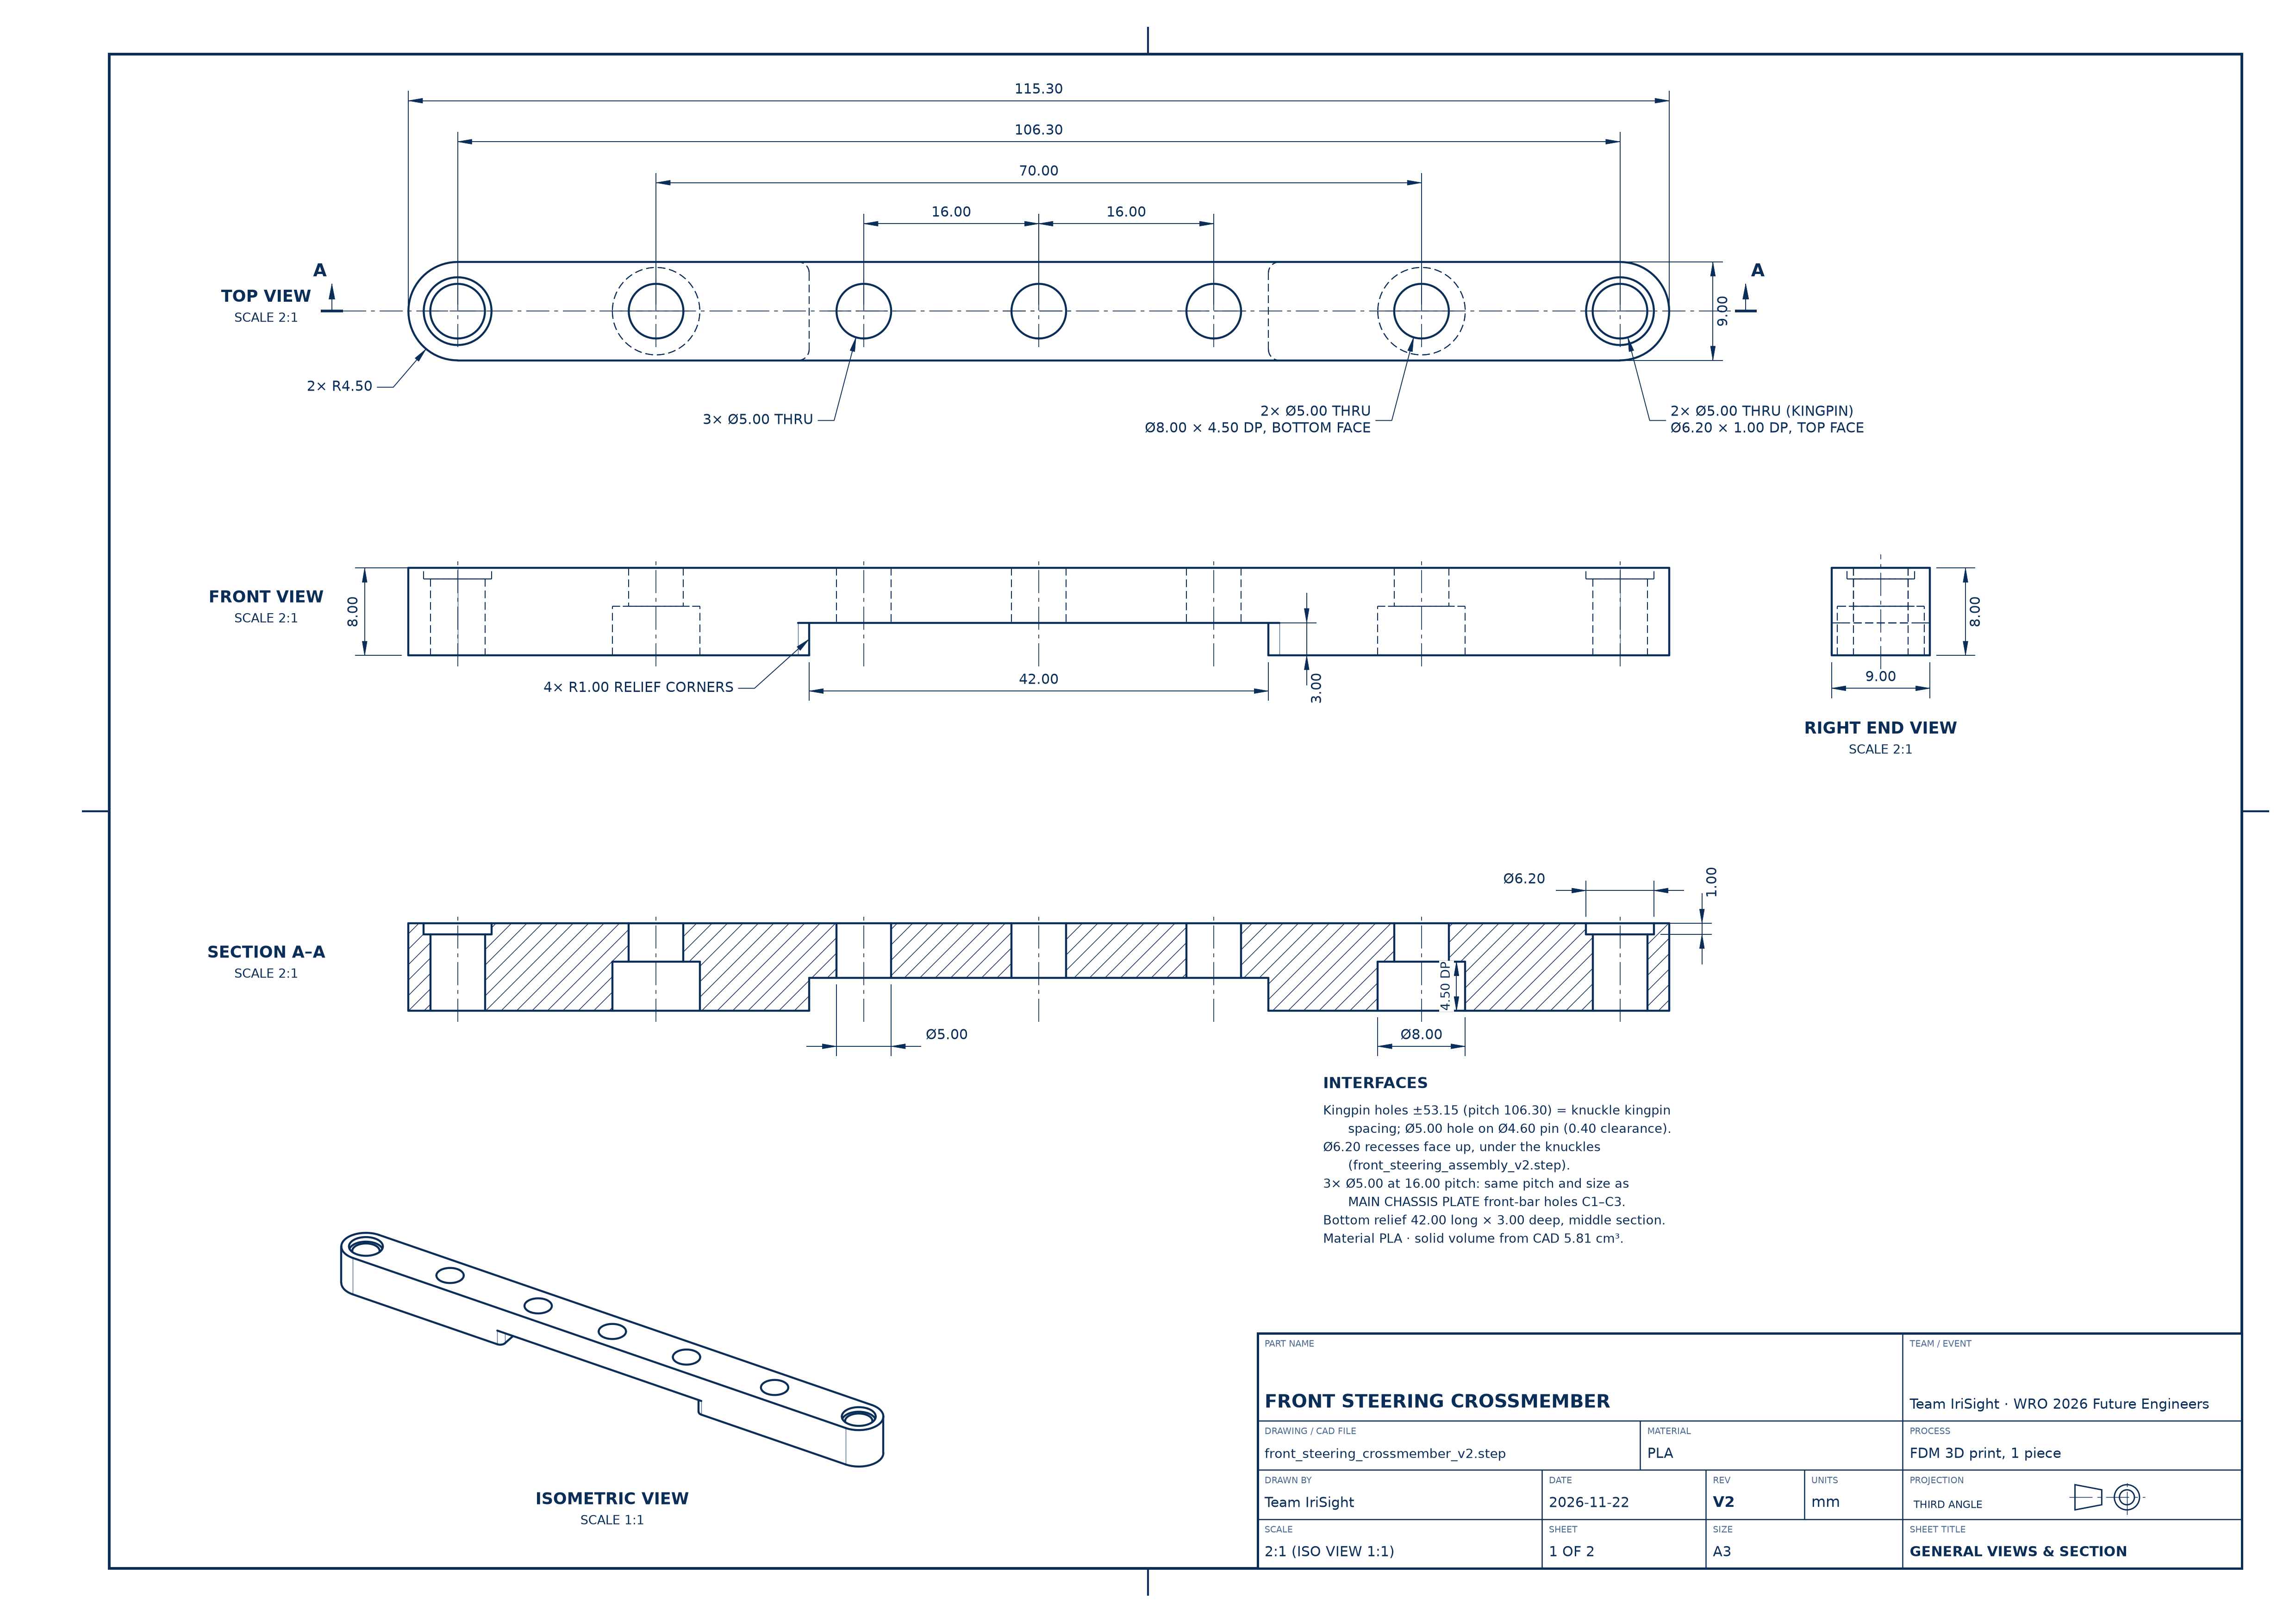 115.30
106.30
70.00
16.00
16.00
A
A
TOP VIEW
SCALE 2:1
9.00
2× R4.50
3× Ø5.00 THRU
2× Ø5.00 THRU
Ø8.00 × 4.50 DP, BOTTOM FACE
2× Ø5.00 THRU (KINGPIN)
Ø6.20 × 1.00 DP, TOP FACE
FRONT VIEW
SCALE 2:1
8.00
4× R1.00 RELIEF CORNERS
42.00
3.00
8.00
9.00
RIGHT END VIEW
SCALE 2:1
Ø6.20
1.00
SECTION A–A
SCALE 2:1
4.50 DP
Ø5.00
Ø8.00
INTERFACES
Kingpin holes ±53.15 (pitch 106.30) = knuckle kingpin
spacing; Ø5.00 hole on Ø4.60 pin (0.40 clearance).
Ø6.20 recesses face up, under the knuckles
(front_steering_assembly_v2.step).
3× Ø5.00 at 16.00 pitch: same pitch and size as
MAIN CHASSIS PLATE front-bar holes C1–C3.
Bottom relief 42.00 long × 3.00 deep, middle section.
Material PLA · solid volume from CAD 5.81 cm³.
ISOMETRIC VIEW
SCALE 1:1
PART NAME
FRONT STEERING CROSSMEMBER
TEAM / EVENT
Team IriSight · WRO 2026 Future Engineers
DRAWING / CAD FILE
front_steering_crossmember_v2.step
MATERIAL
PLA
PROCESS
FDM 3D print, 1 piece
DRAWN BY
Team IriSight
DATE
2026-11-22
REV
V2
UNITS
mm
PROJECTION
THIRD ANGLE
SCALE
2:1 (ISO VIEW 1:1)
SHEET
1 OF 2
SIZE
A3
SHEET TITLE
GENERAL VIEWS & SECTION